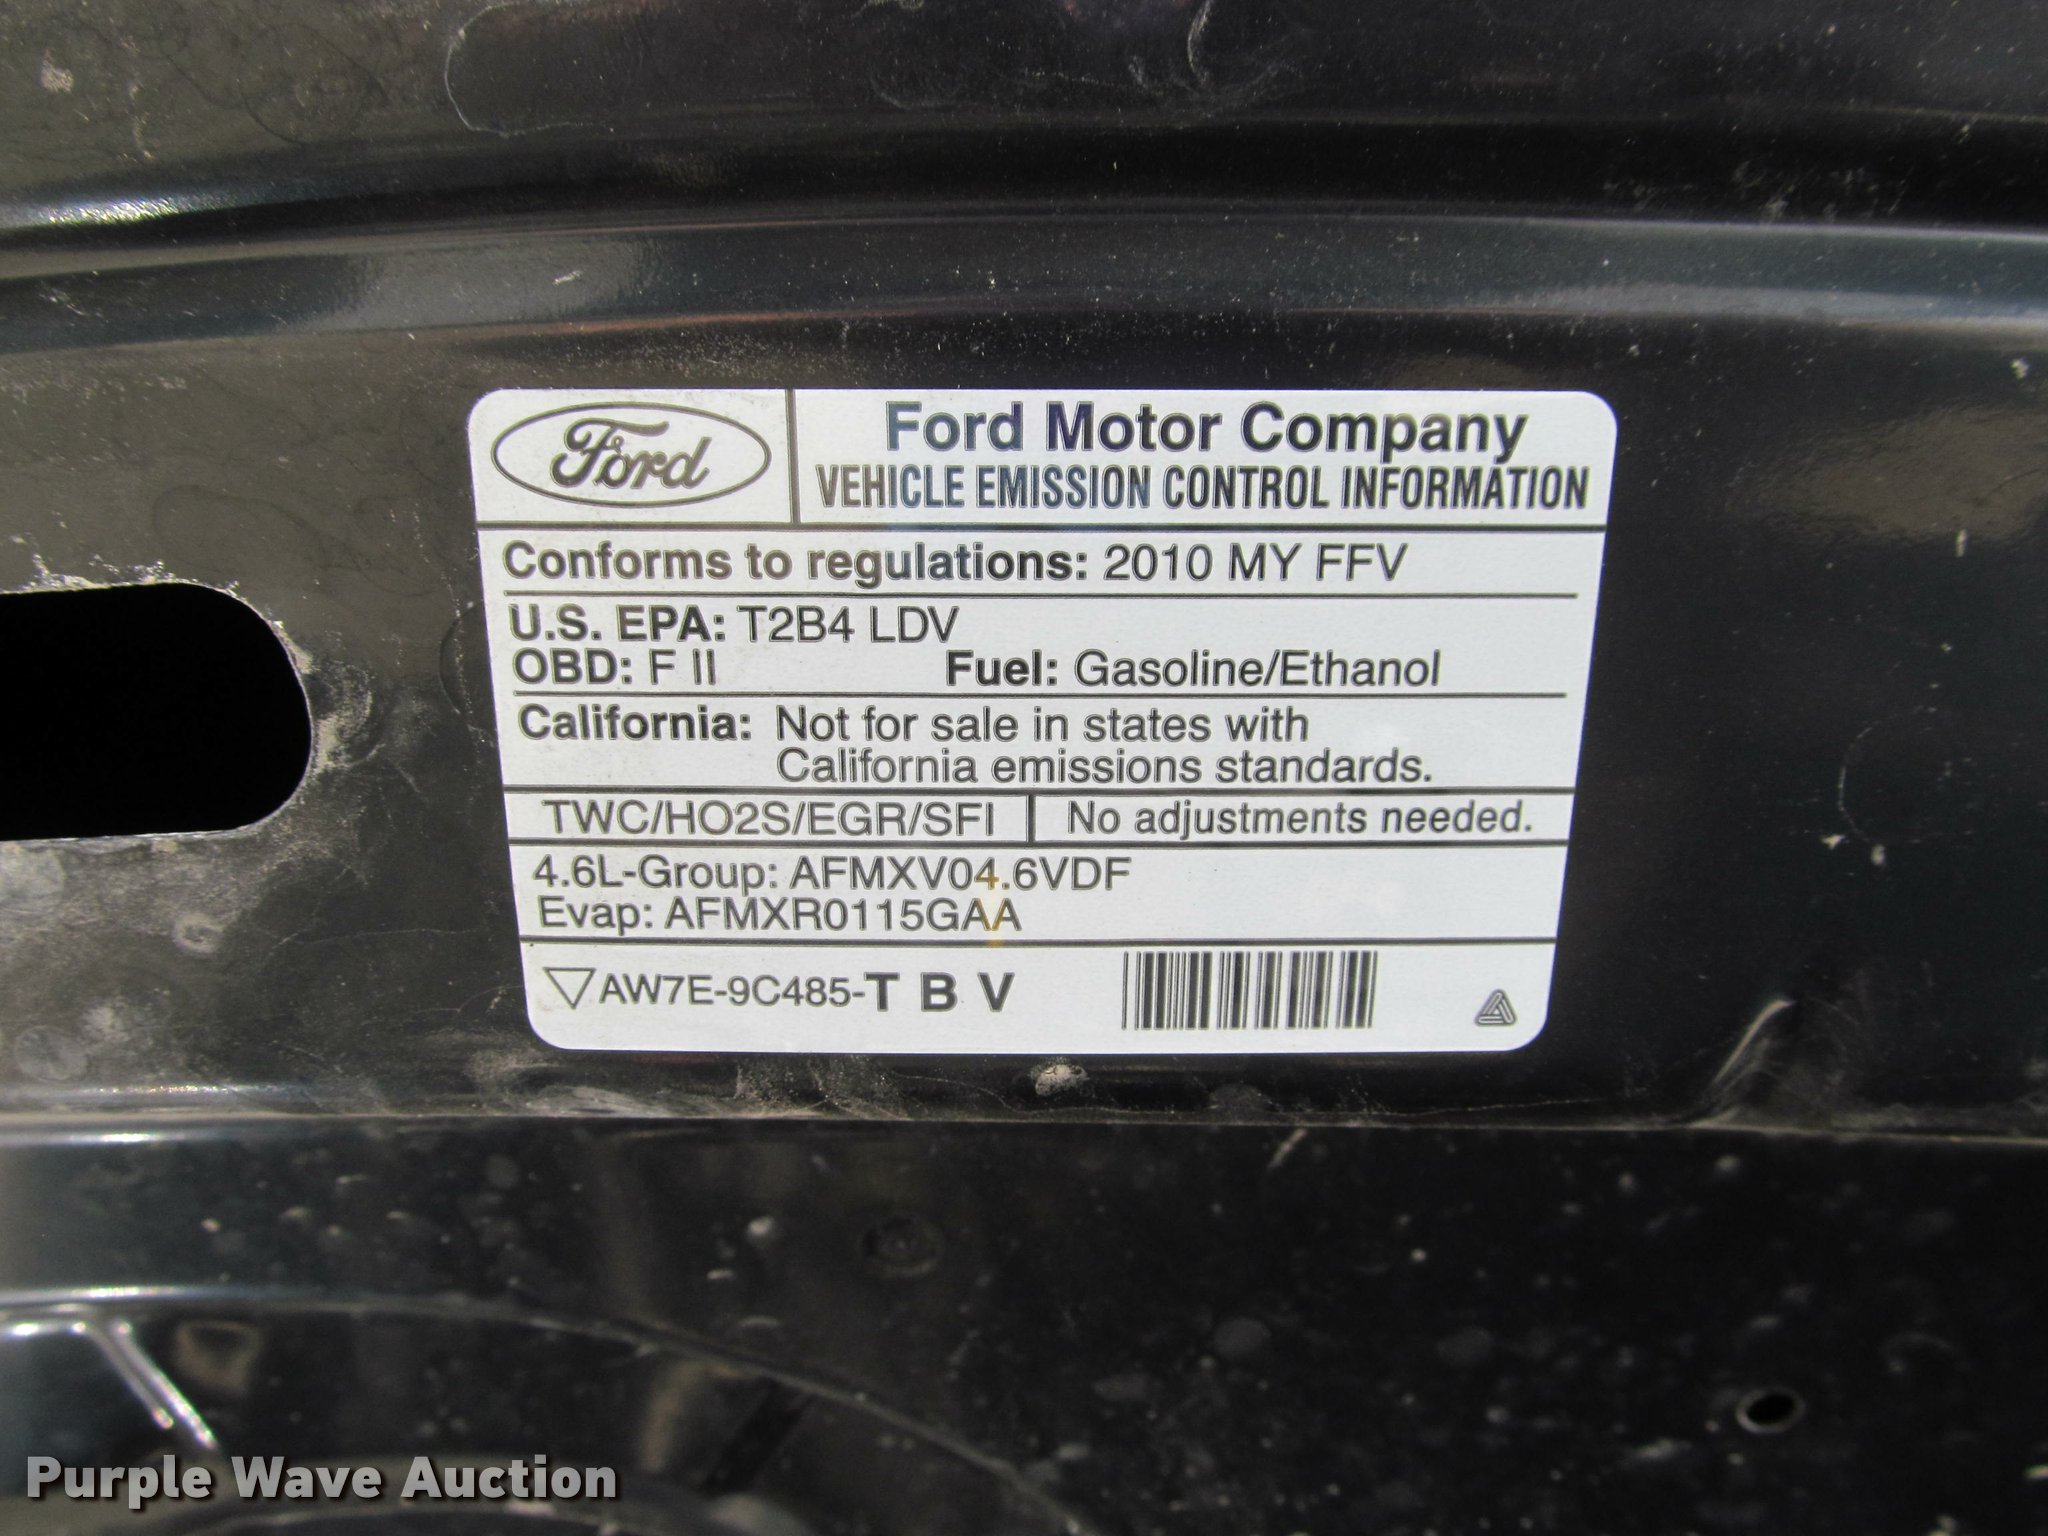 Ford
Ford Motor Company
VEHICLE EMISSION CONTROL INFORMATION
Conforms to regulations: 2010 MY FFV
U.S. EPA: T2B4 LDV
OBD: F II Fuel: Gasoline/Ethanol
California: Not for sale in states with
California emissions standards.
TWC/HO2S/EGR/SFI No adjustments needed.
4.6L-Group: AFMXV04.6VDF
Evap: AFMXR0115GAA
AW7E-9C485-T B V
Purple Wave Auction